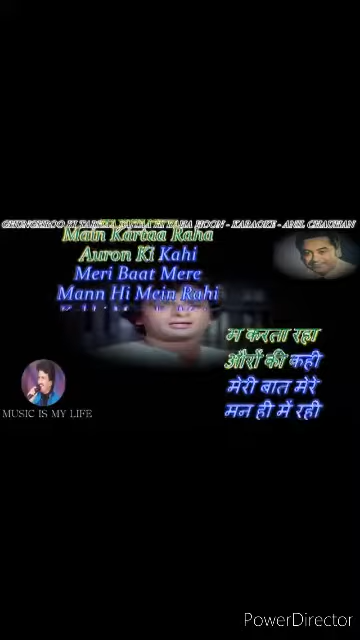 GHUNGHROO KI TARHA BAJTA HI RAHA HOON - KARAOKE - ANIL CHAUHAN
Main Kartaa Raha
Auron Ki Kahi
Meri Baat Mere
Mann Hi Mein Rahi
म करता रहा
औरों की कही
मेरी बात मेरे
मन ही में रही
MUSIC IS MY LIFE
PowerDirector